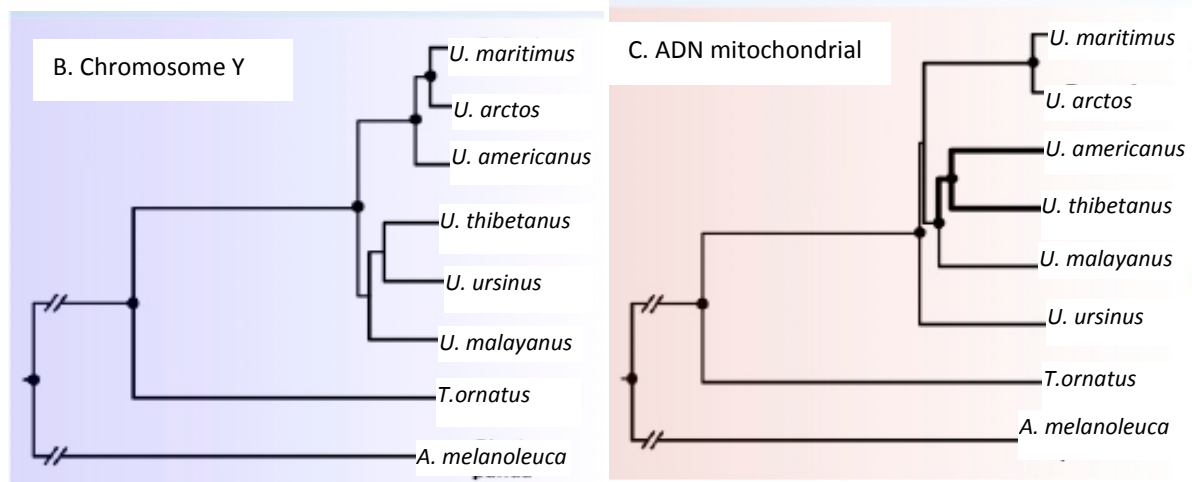 B. Chromosome Y
U. maritimus
U. arctos
U. americanus
U. thibetanus
U. ursinus
U. malayanus
T.ornatus
A. melanoleuca
C. ADN mitochondrial
U. maritimus
U. arctos
U. americanus
U. thibetanus
U. malayanus
U. ursinus
T.ornatus
A. melanoleuca